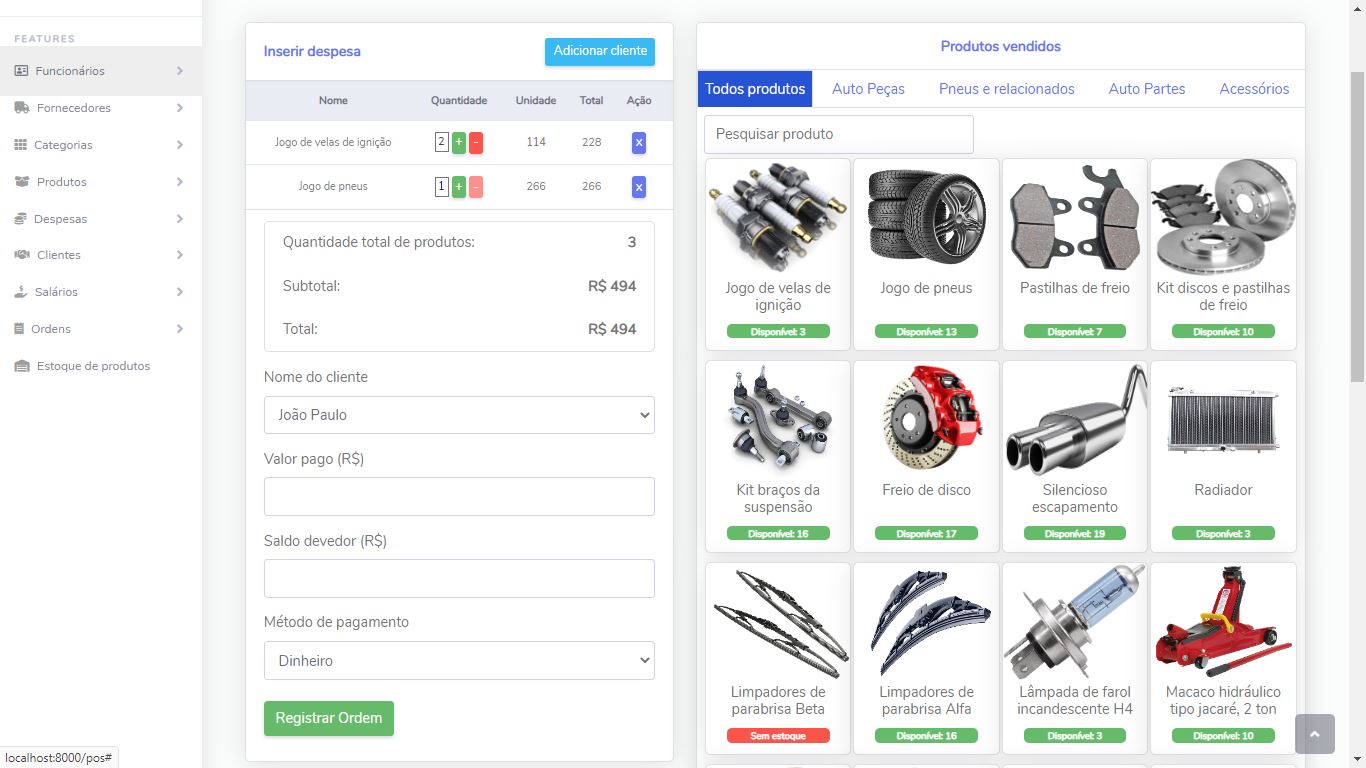 FEATURES
Funcionários
Fornecedores
Categorias
Produtos
Despesas
Clientes
Salários
Ordens
Estoque de produtos
localhost:8000/pos#
Inserir despesa
Adicionar cliente
Nome Quantidade Unidade Total Ação
Jogo de velas de ignição 2 + - 114 228 x
Jogo de pneus 1 + - 266 266 x
Quantidade total de produtos: 3
Subtotal: R$ 494
Total: R$ 494
Nome do cliente
João Paulo
Valor pago (R$)
Saldo devedor (R$)
Método de pagamento
Dinheiro
Registrar Ordem
Produtos vendidos
Todos produtos Auto Peças Pneus e relacionados Auto Partes Acessórios
Pesquisar produto
Jogo de velas de
ignição
Disponível: 3
Jogo de pneus
Disponível: 13
Pastilhas de freio
Disponível: 7
Kit discos e pastilhas
de freio
Disponível: 10
Kit braços da
suspensão
Disponível: 16
Freio de disco
Disponível: 17
Silencioso
escapamento
Disponível: 19
Radiador
Disponível: 3
Limpadores de
parabrisa Beta
Sem estoque
Limpadores de
parabrisa Alfa
Disponível: 16
Lâmpada de farol
incandescente H4
Disponível: 3
Macaco hidráulico
tipo jacaré, 2 ton
Disponível: 10